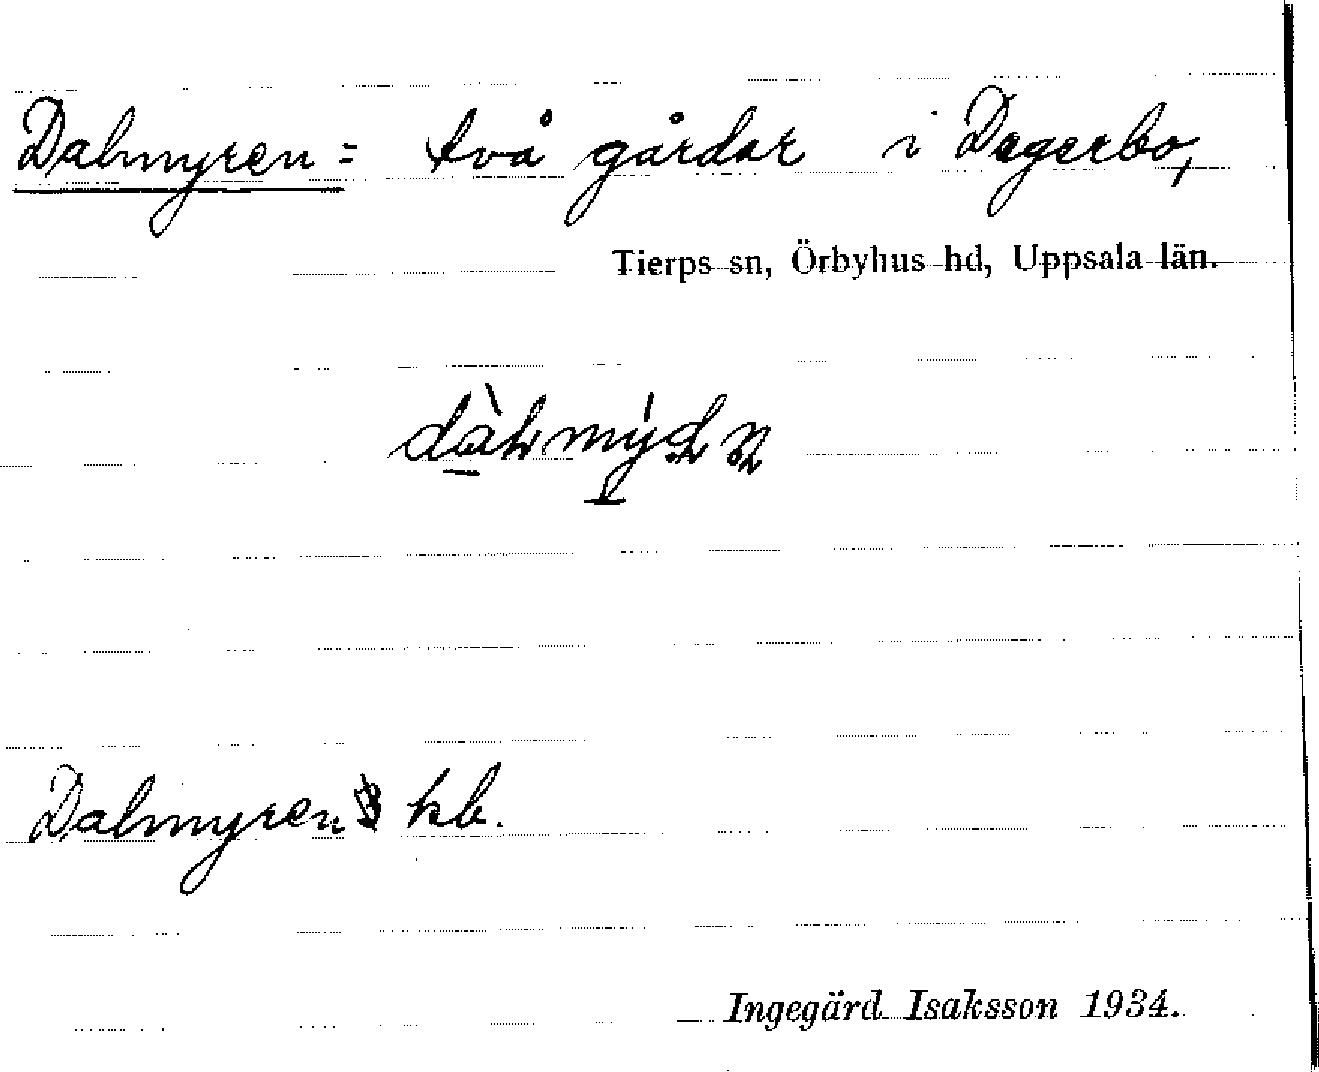 Dalmyren = två gårdar i Dagerbo,
Tierps sn, Örbyhus hd, Uppsala län.
Dalmyren kb.
Ingegärd Isaksson 1934.